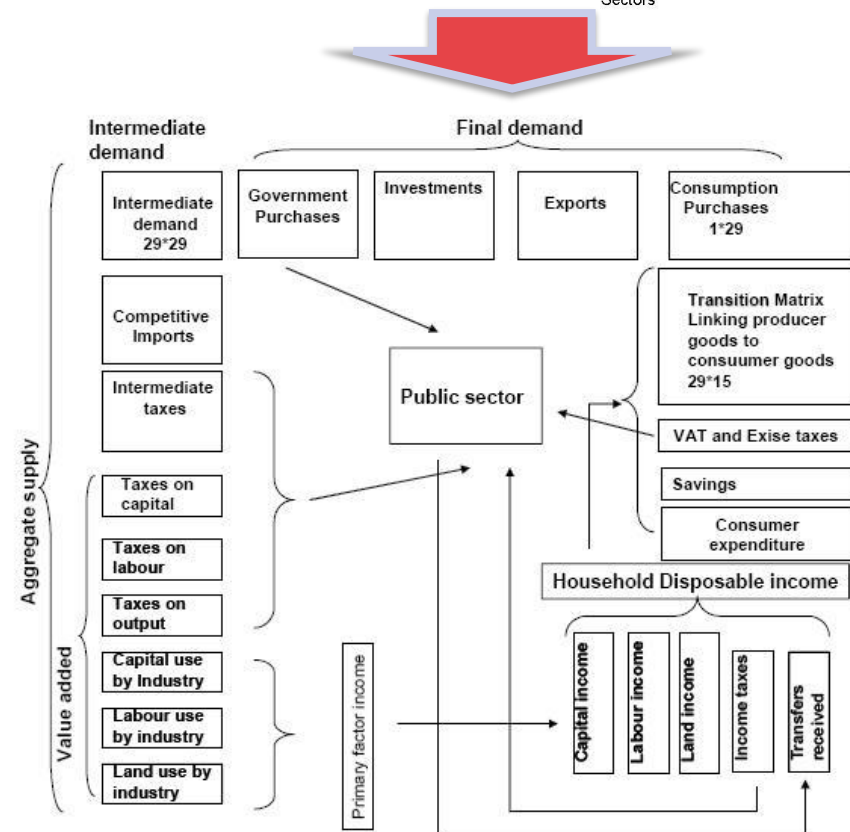 Sectors
Intermediate
demand
Final demand
Intermediate
demand
29*29
Government
Purchases
Investments
Exports
Consumption
Purchases
1*29
Competitive
Imports
Transition Matrix
Linking producer
goods to
consuumer goods
29*15
Intermediate
taxes
Public sector
VAT and Exise taxes
Aggregate supply
Taxes on
capital
Savings
Taxes on
labour
Consumer
expenditure
Household Disposable income
Taxes on
output
Value added
Capital use
by Industry
Labour use
by industry
Land use by
industry
Primary factor income
Capital income
Labour income
Land income
Income taxes
Transfers
received